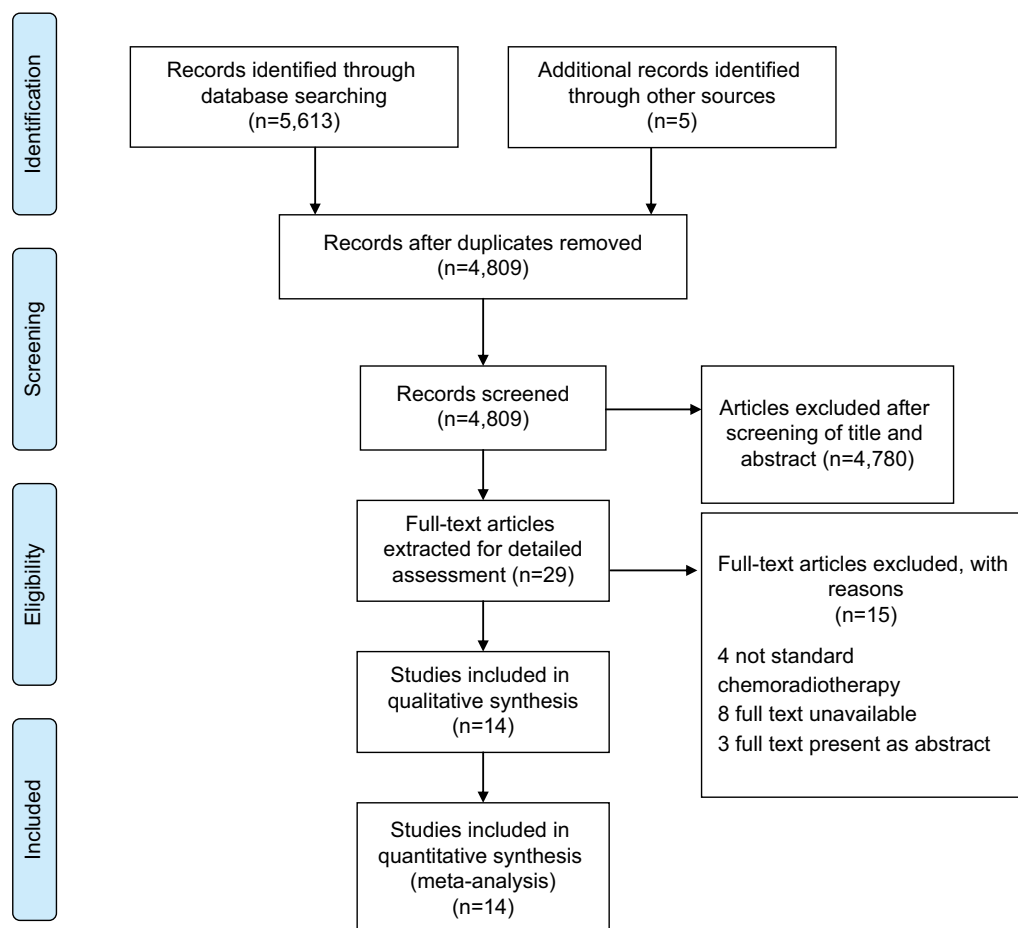 Identification
Records identified through
database searching
(n=5,613)
Additional records identified
through other sources
(n=5)
Records after duplicates removed
(n=4,809)
Screening
Records screened
(n=4,809)
Articles excluded after
screening of title and
abstract (n=4,780)
Eligibility
Full-text articles
extracted for detailed
assessment (n=29)
Full-text articles excluded, with
reasons
(n=15)
4 not standard
chemoradiotherapy
8 full text unavailable
3 full text present as abstract
Studies included in
qualitative synthesis
(n=14)
Included
Studies included in
quantitative synthesis
(meta-analysis)
(n=14)